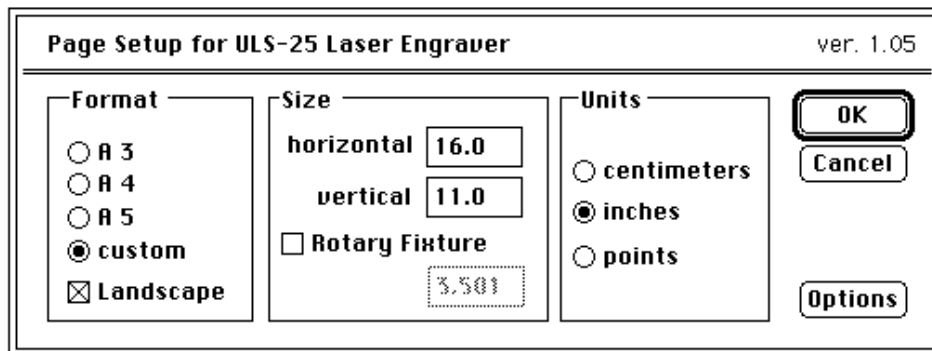 Page Setup for ULS-25 Laser Engraver ver. 1.05
Format
A 3
A 4
A 5
custom
Landscape
Size
horizontal 16.0
vertical 11.0
Rotary Fixture
3.501
Units
centimeters
inches
points
OK
Cancel
Options